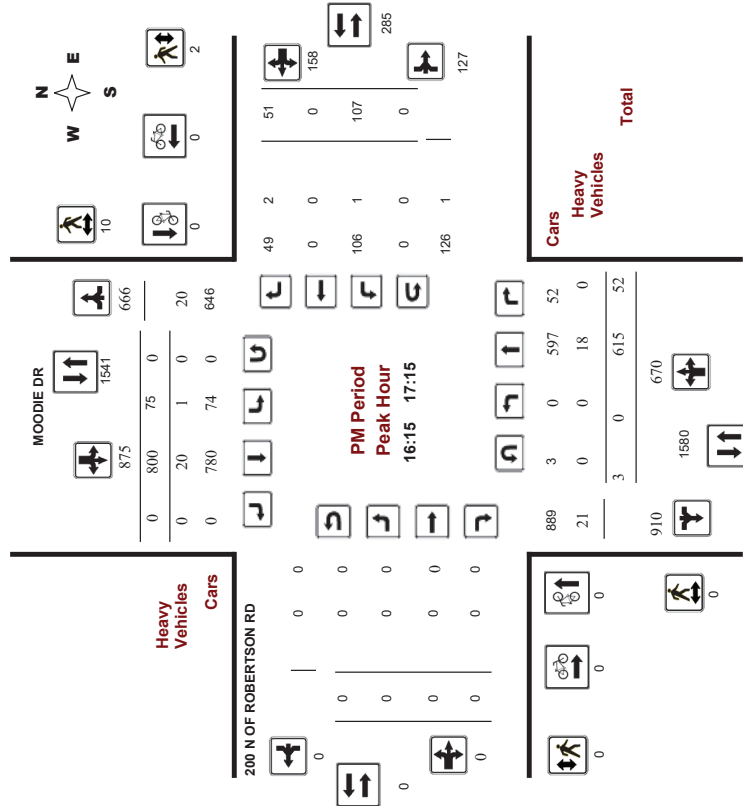 N
W E
S
10
2
0
0
MOODIE DR
1541
875
666
0 800 75 0
0 20 1 0 20
0 780 74 0 646
Heavy
Vehicles
Cars
285
158
127
49 2 51
0 0 0
106 1 107
0 0 0
126 1
PM Period
Peak Hour
16:15 17:15
200 N OF ROBERTSON RD
0
0 0
0 0 0
0 0 0
0 0 0
0 0 0
0
0
Cars
Heavy
Vehicles
Total
889 3 0 597 52
21 0 0 18 0
3 0 615 52
910
670
1580
0
0
0
0